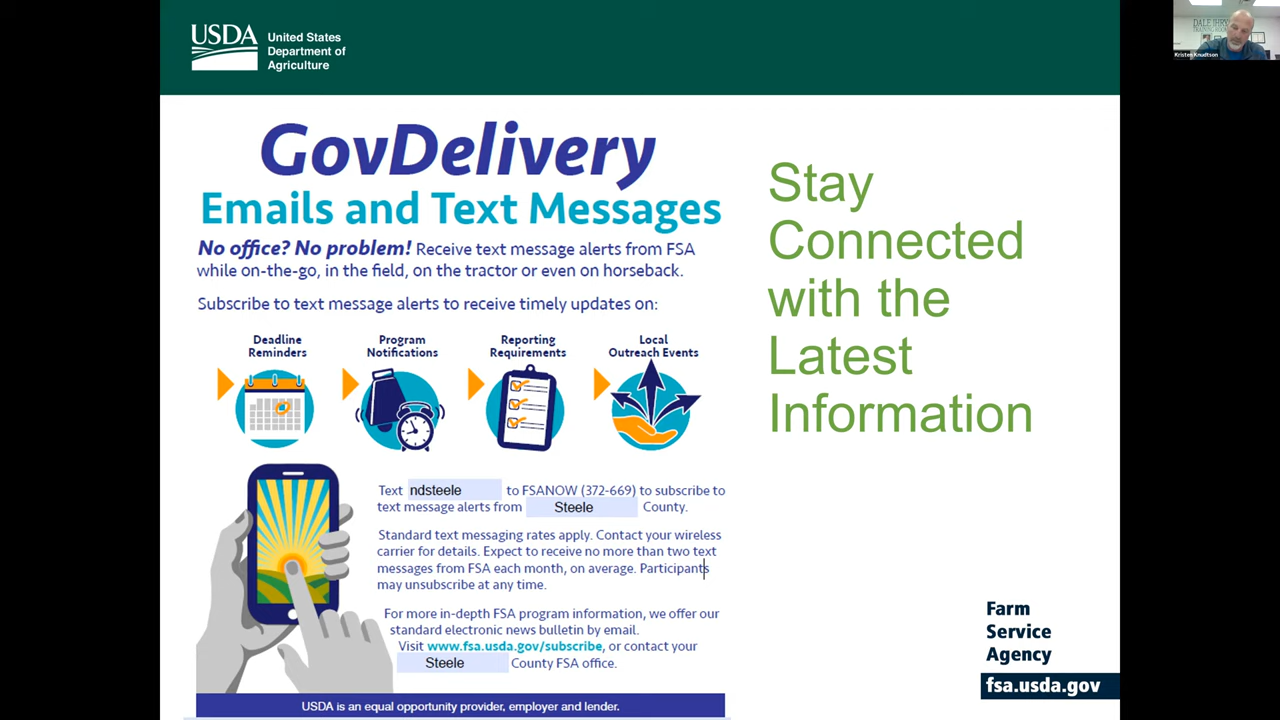 USDA
United States
Department of
Agriculture
GovDelivery
Emails and Text Messages
No office? No problem! Receive text message alerts from FSA
while on-the-go, in the field, on the tractor or even on horseback.
Subscribe to text message alerts to receive timely updates on:
Deadline
Reminders
Program
Notifications
Reporting
Requirements
Local
Outreach Events
Text ndsteele to FSANOW (372-669) to subscribe to
text message alerts from Steele County.
Standard text messaging rates apply. Contact your wireless
carrier for details. Expect to receive no more than two text
messages from FSA each month, on average. Participants
may unsubscribe at any time.
For more in-depth FSA program information, we offer our
standard electronic news bulletin by email.
Visit www.fsa.usda.gov/subscribe, or contact your
Steele County FSA office.
USDA is an equal opportunity provider, employer and lender.
Stay
Connected
with the
Latest
Information
Farm
Service
Agency
fsa.usda.gov
DALE IHRY
TRAINING ROOM
Kristen Knudtson